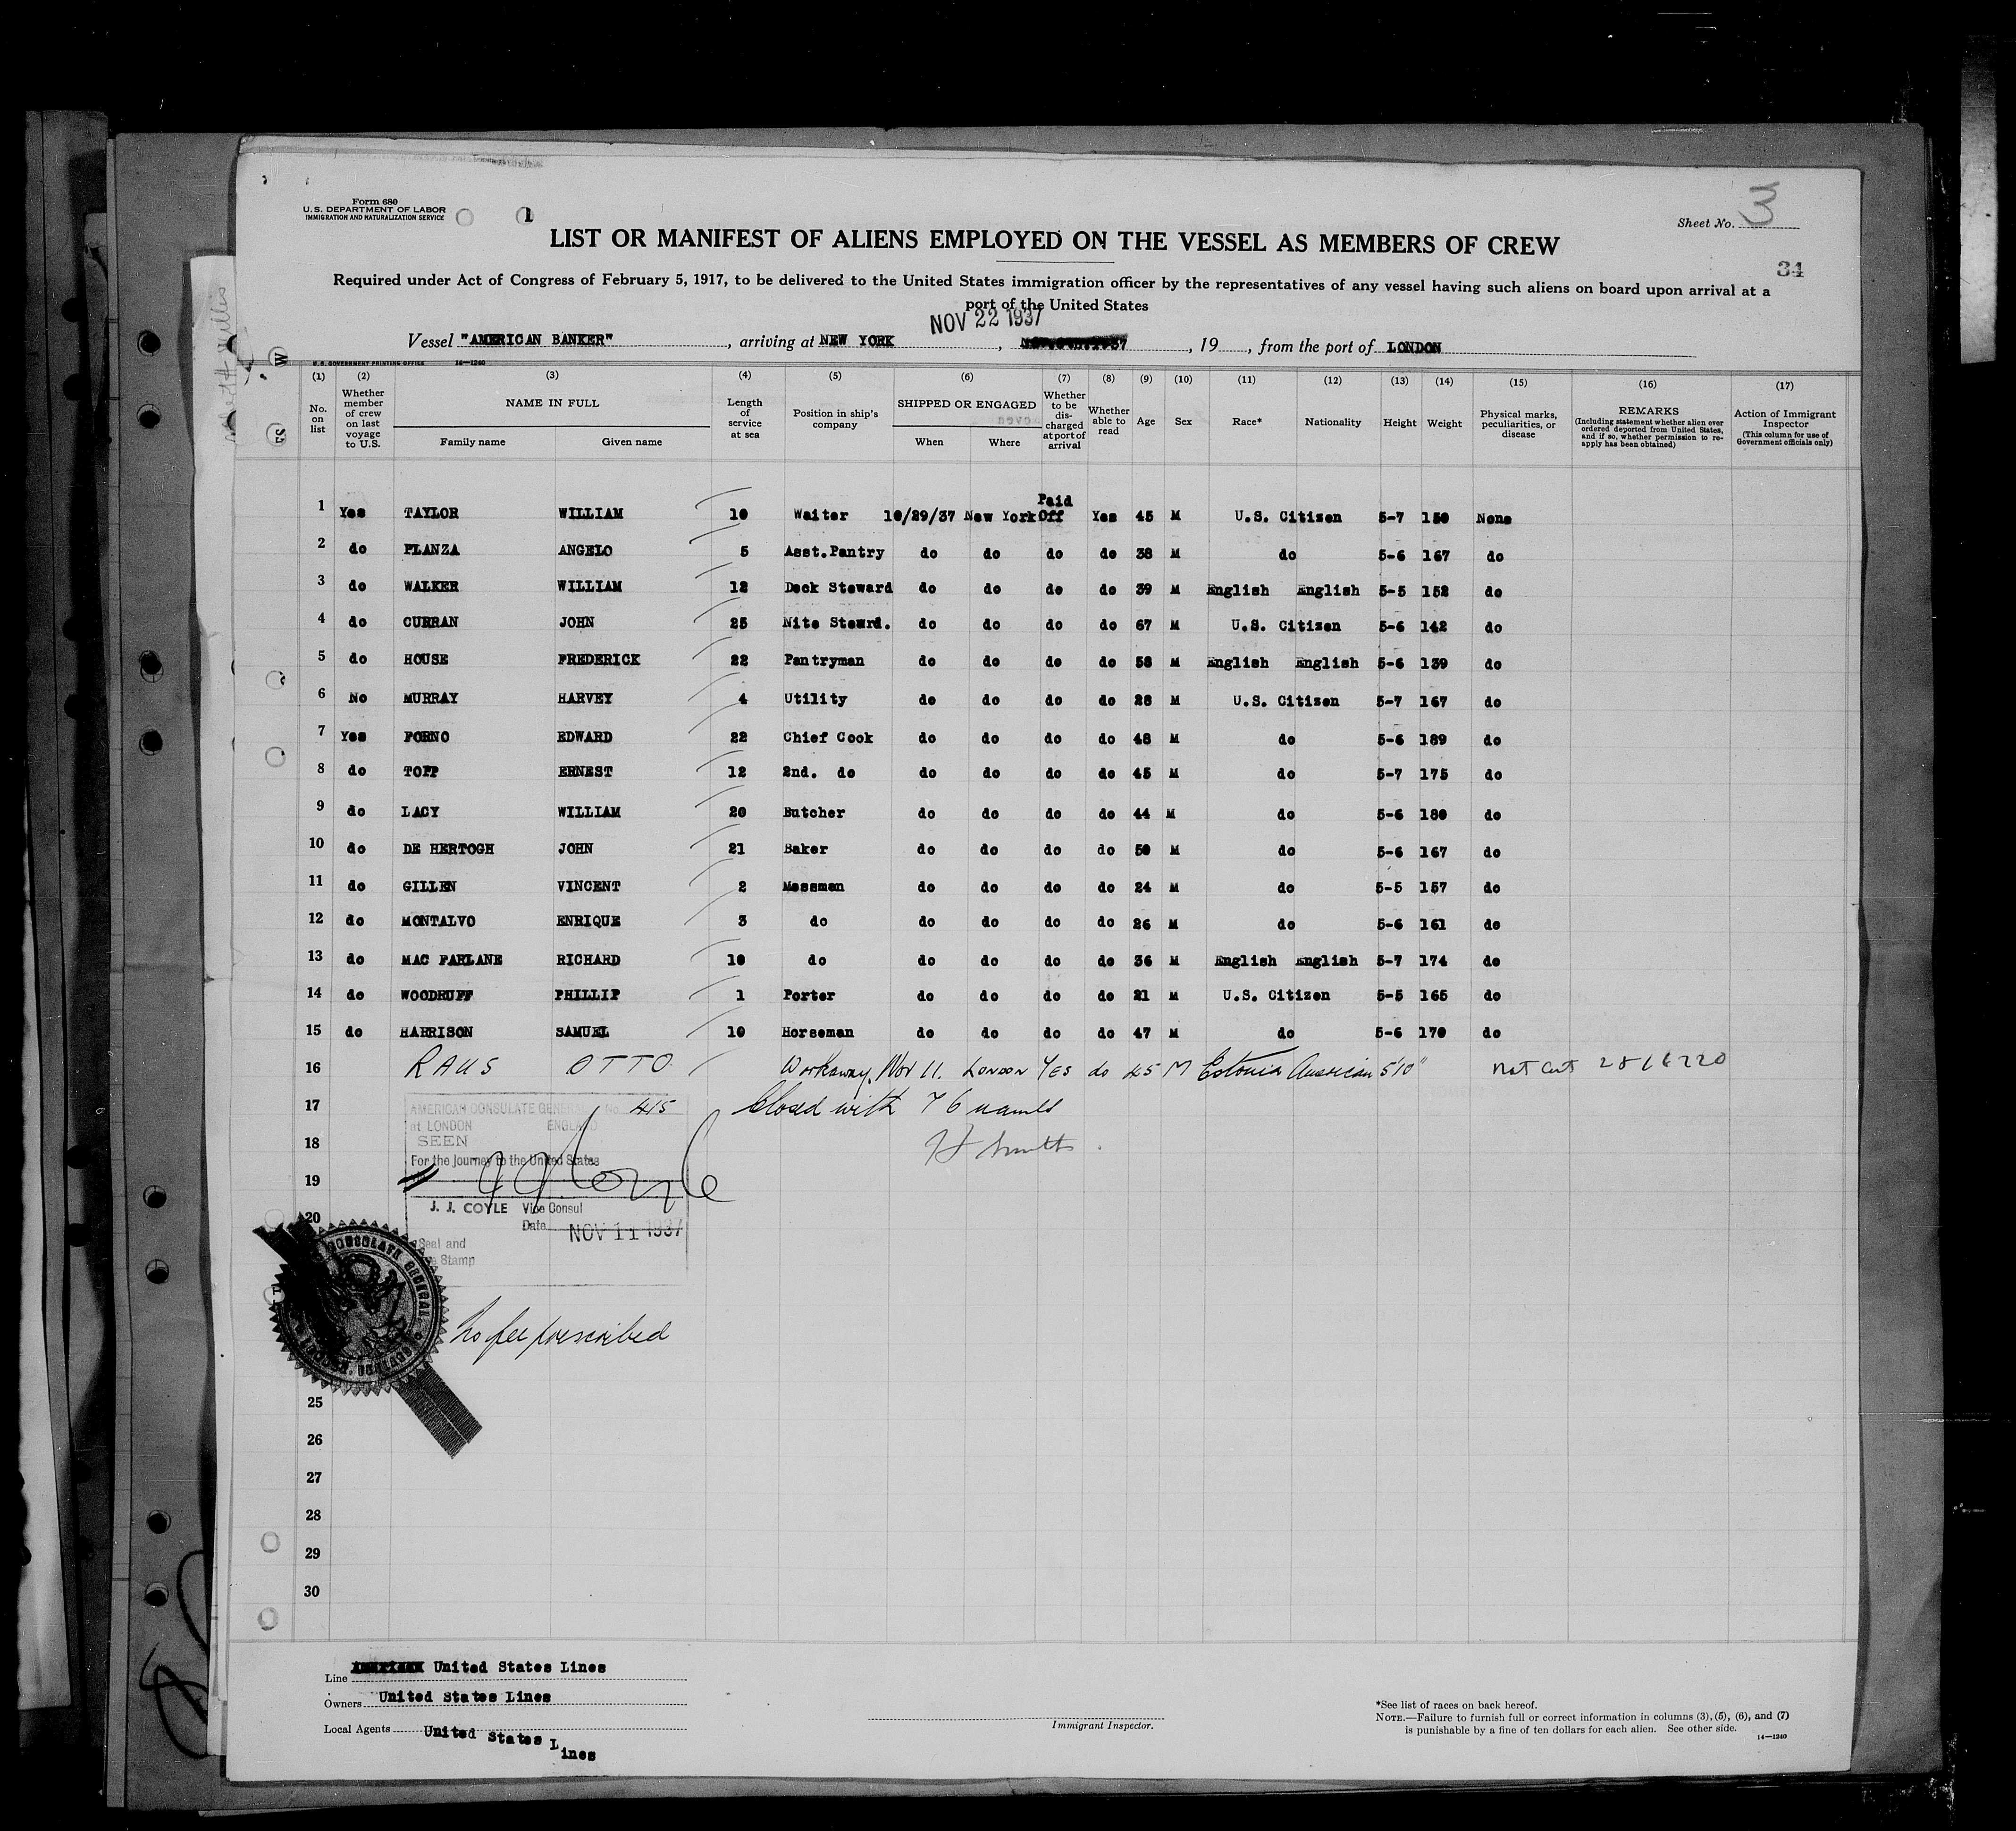 Form 680
U. S. DEPARTMENT OF LABOR
IMMIGRATION AND NATURALIZATION SERVICE
1
Sheet No. 3
LIST OR MANIFEST OF ALIENS EMPLOYED ON THE VESSEL AS MEMBERS OF CREW
34
Required under Act of Congress of February 5, 1917, to be delivered to the United States immigration officer by the representatives of any vessel having such aliens on board upon arrival at a
port of the United States
NOV 22 1937
Vessel "AMERICAN BANKER", arriving at NEW YORK, , 19 , from the port of LONDON
U. S. GOVERNMENT PRINTING OFFICE 14—1240
(1) No. on list
(2) Whether member of crew on last voyage to U.S.
(3) NAME IN FULL Family name Given name
(4) Length of service at sea
(5) Position in ship's company
(6) SHIPPED OR ENGAGED When Where
(7) Whether to be discharged at port of arrival
(8) Whether able to read
(9) Age
(10) Sex
(11) Race*
(12) Nationality
(13) Height
(14) Weight
(15) Physical marks, peculiarities, or disease
(16) REMARKS (Including statement whether alien ever ordered deported from United States, and if so, whether permission to re-apply has been obtained)
(17) Action of Immigrant Inspector (This column for use of Government officials only)
1 Yes TAYLOR WILLIAM 10 Waiter 10/29/37 New York Paid Off Yes 45 M U.S. Citizen 5-7 150 None
2 do PLANZA ANGELO 5 Asst.Pantry do do do do 38 M do 5-6 167 do
3 do WALKER WILLIAM 12 Deck Steward do do do do 39 M English English 5-5 152 do
4 do CURRAN JOHN 25 Nite Stewrd. do do do do 67 M U.S. Citizen 5-6 142 do
5 do HOUSE FREDERICK 22 Pantryman do do do do 58 M English English 5-6 139 do
6 No MURRAY HARVEY 4 Utility do do do do 28 M U.S. Citizen 5-7 167 do
7 Yes PORNO EDWARD 22 Chief Cook do do do do 48 M do 5-6 189 do
8 do TOPP ERNEST 12 2nd. do do do do do 45 M do 5-7 175 do
9 do LACY WILLIAM 20 Butcher do do do do 44 M do 5-6 180 do
10 do DE HERTOGH JOHN 21 Baker do do do do 50 M do 5-6 167 do
11 do GILLEN VINCENT 2 Messman do do do do 24 M do 5-5 157 do
12 do MONTALVO ENRIQUE 3 do do do do do 26 M do 5-6 161 do
13 do MAC FARLANE RICHARD 10 do do do do do 36 M English English 5-7 174 do
14 do WOODRUFF PHILLIP 1 Porter do do do do 21 M U.S. Citizen 5-5 165 do
15 do HARRISON SAMUEL 10 Horseman do do do do 47 M do 5-6 170 do
16 RAUS OTTO Workaway. Nov 11. LONDON YES do 45 M Estonia American 5'10" Nat Cert
17 AMERICAN CONSULATE GENERAL No 415 Closed with 76 names
at LONDON ENGLAND
18 SEEN H Smith
For the journey to the United States
19
J. J. COYLE Vice Consul
20 Date NOV 11 1937
Seal and
Stamp
CONSULATE GENERAL
No fee prescribed
25
26
27
28
29
30
Line United States Lines
Owners United States Lines
Local Agents United States Lines
Immigrant Inspector.
*See list of races on back hereof.
NOTE.—Failure to furnish full or correct information in columns (3), (5), (6), and (7)
is punishable by a fine of ten dollars for each alien. See other side.
14—1240